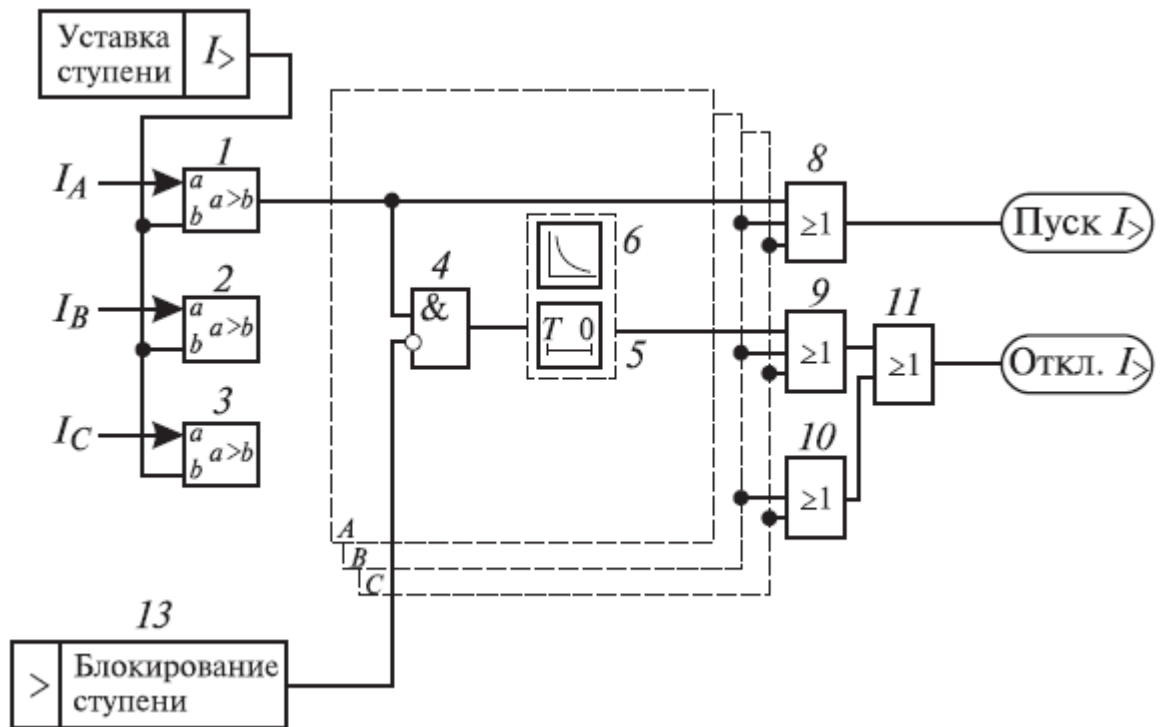 Уставка
ступени
I>
1
I_A
a
b
a>b
2
I_B
a
b
a>b
3
I_C
a
b
a>b
4
&
6
T 0
5
8
≥1
Пуск I>
9
≥1
11
≥1
Откл. I>
10
≥1
A
B
C
13
>
Блокирование
ступени